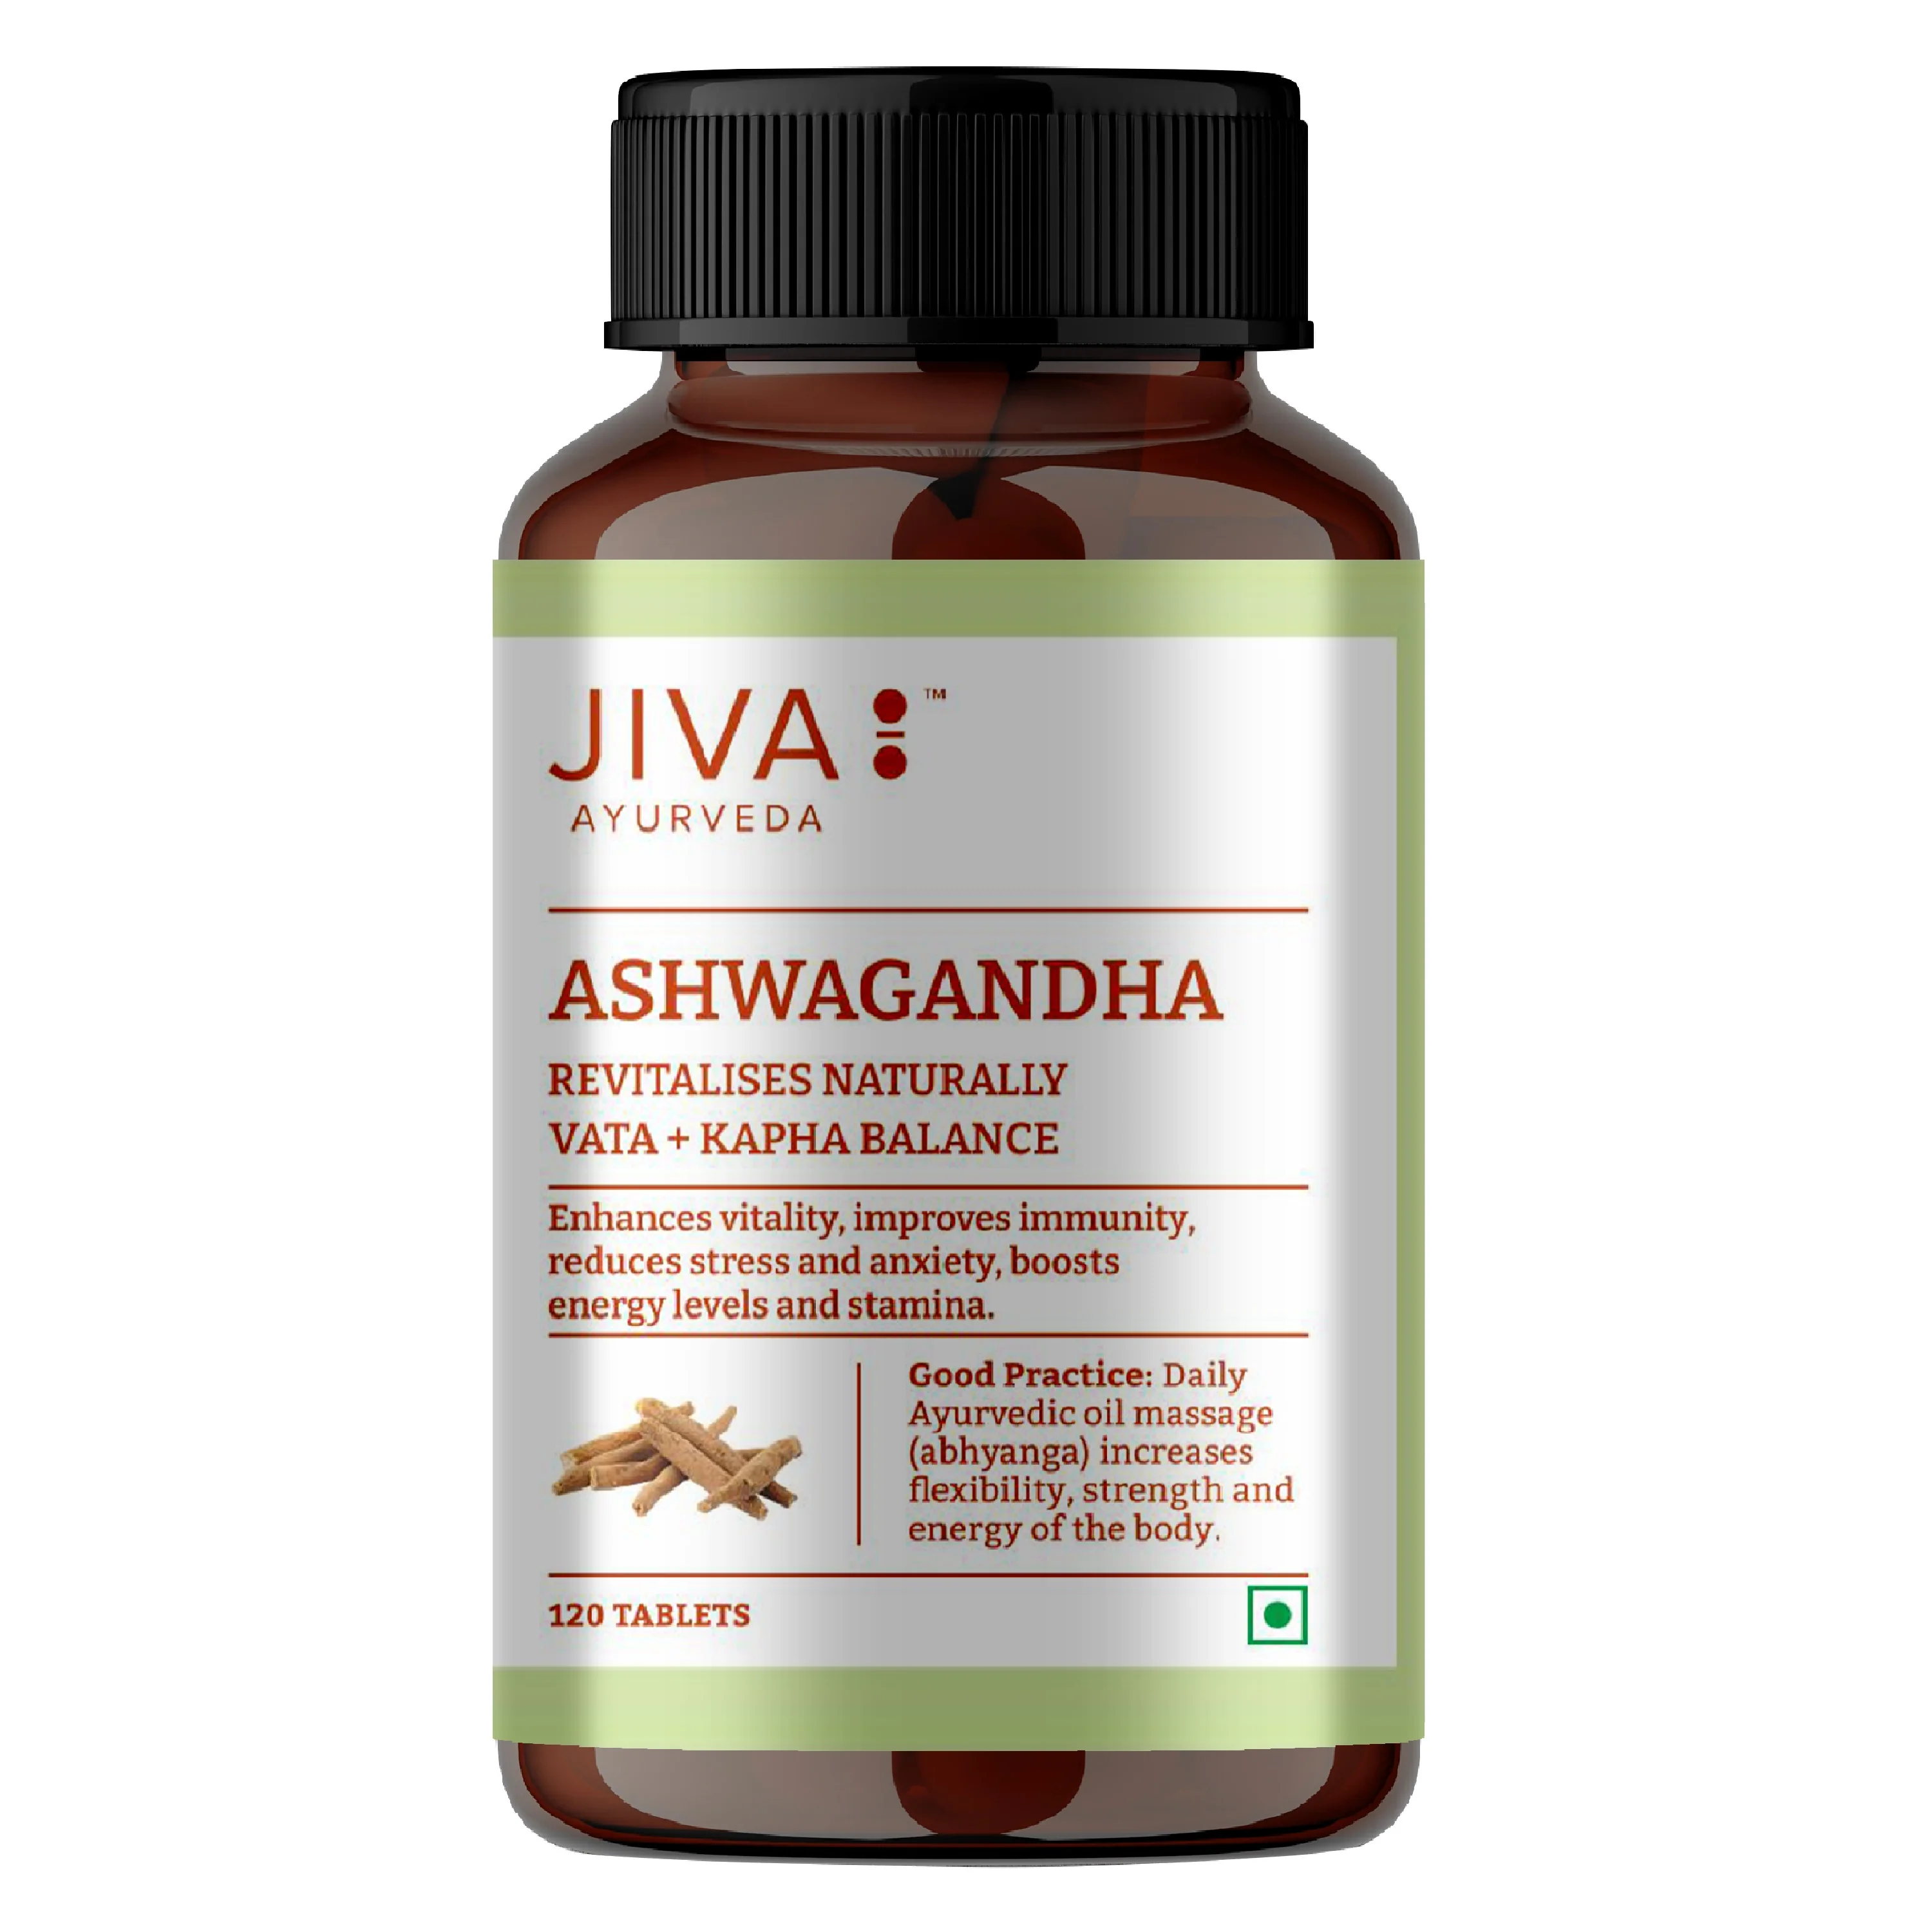 JIVA ™
AYURVEDA
ASHWAGANDHA
REVITALISES NATURALLY
VATA + KAPHA BALANCE
Enhances vitality, improves immunity,
reduces stress and anxiety, boosts
energy levels and stamina.
Good Practice: Daily
Ayurvedic oil massage
(abhyanga) increases
flexibility, strength and
energy of the body.
120 TABLETS